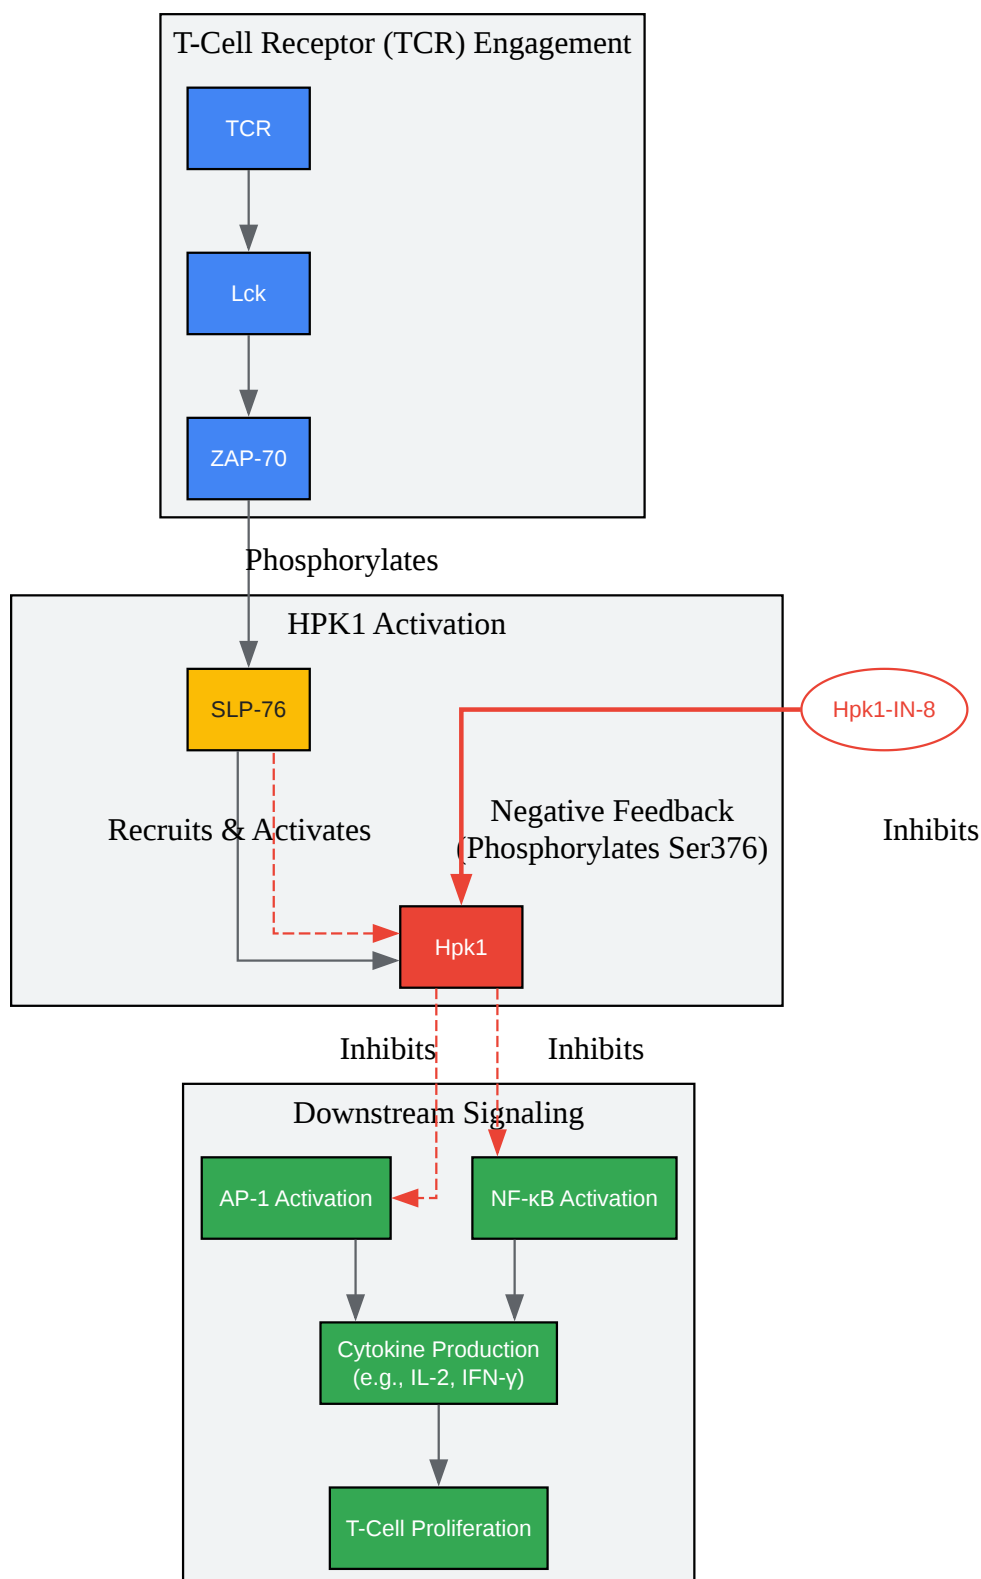 T-Cell Receptor (TCR) Engagement
TCR
Lck
ZAP-70
Phosphorylates
HPK1 Activation
SLP-76
Hpk1-IN-8
Recruits & Activates
Negative Feedback
(Phosphorylates Ser376)
Inhibits
Hpk1
Inhibits
Inhibits
Downstream Signaling
AP-1 Activation
NF-κB Activation
Cytokine Production
(e.g., IL-2, IFN-γ)
T-Cell Proliferation